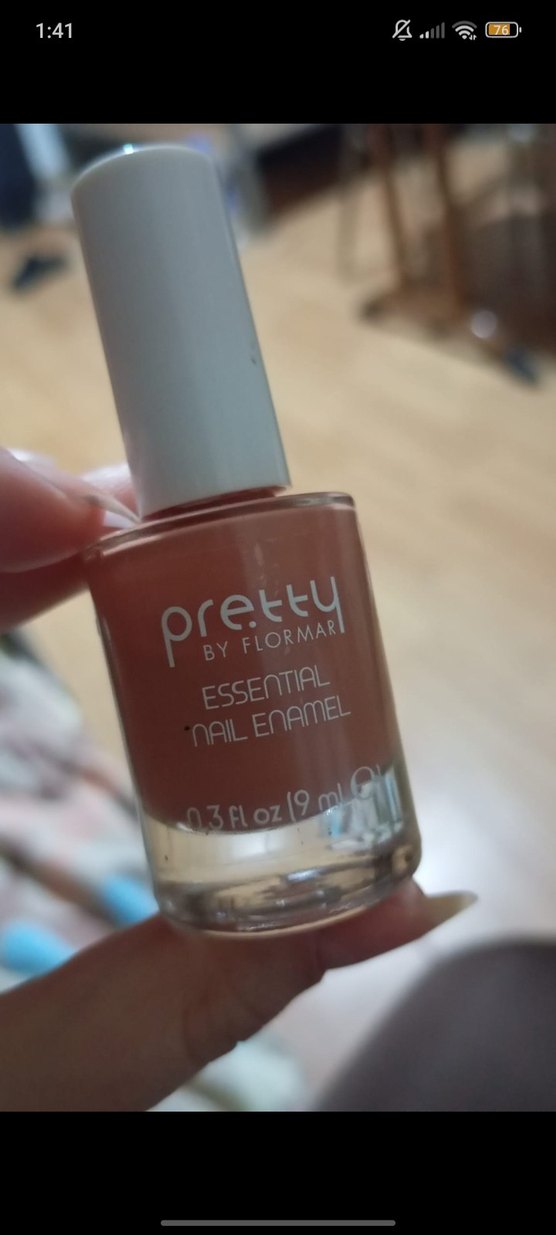 1:41
76
pretty
BY FLORMAR
ESSENTIAL
NAIL ENAMEL
0.3 fl oz (9 ml